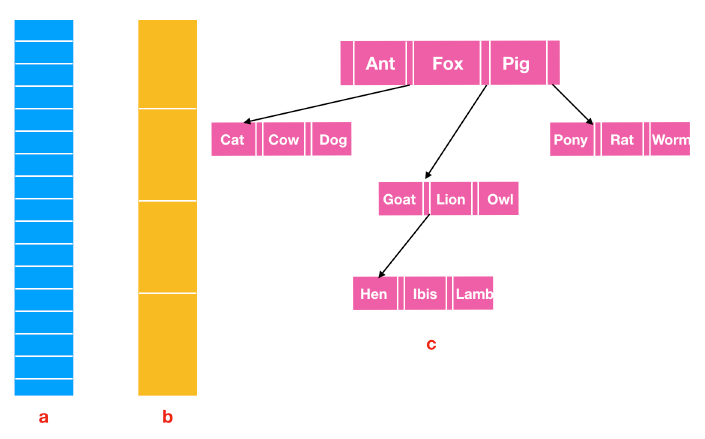 Ant Fox Pig
Cat Cow Dog
Pony Rat Worm
Goat Lion Owl
Hen Ibis Lamb
c
a
b